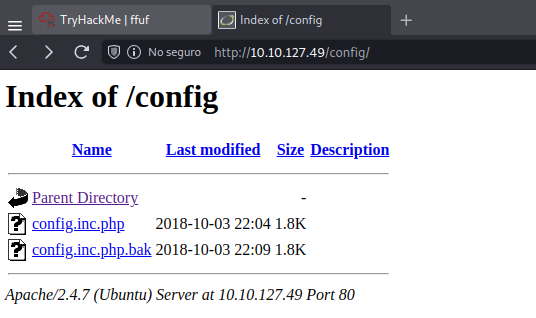 TryHackMe | ffuf
Index of /config
No seguro http://10.10.127.49/config/
Index of /config
Name Last modified Size Description
Parent Directory -
config.inc.php 2018-10-03 22:04 1.8K
config.inc.php.bak 2018-10-03 22:09 1.8K
Apache/2.4.7 (Ubuntu) Server at 10.10.127.49 Port 80